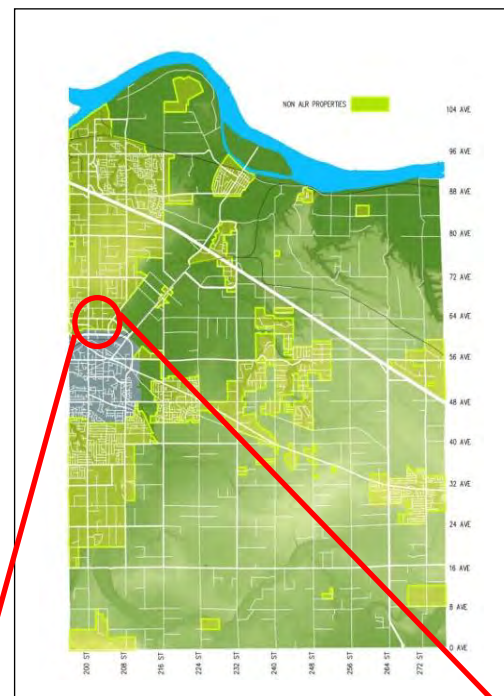 NON ALR PROPERTIES
104 AVE
96 AVE
88 AVE
80 AVE
72 AVE
64 AVE
56 AVE
48 AVE
40 AVE
32 AVE
24 AVE
16 AVE
8 AVE
0 AVE
200 ST
208 ST
216 ST
224 ST
232 ST
240 ST
248 ST
256 ST
264 ST
272 ST